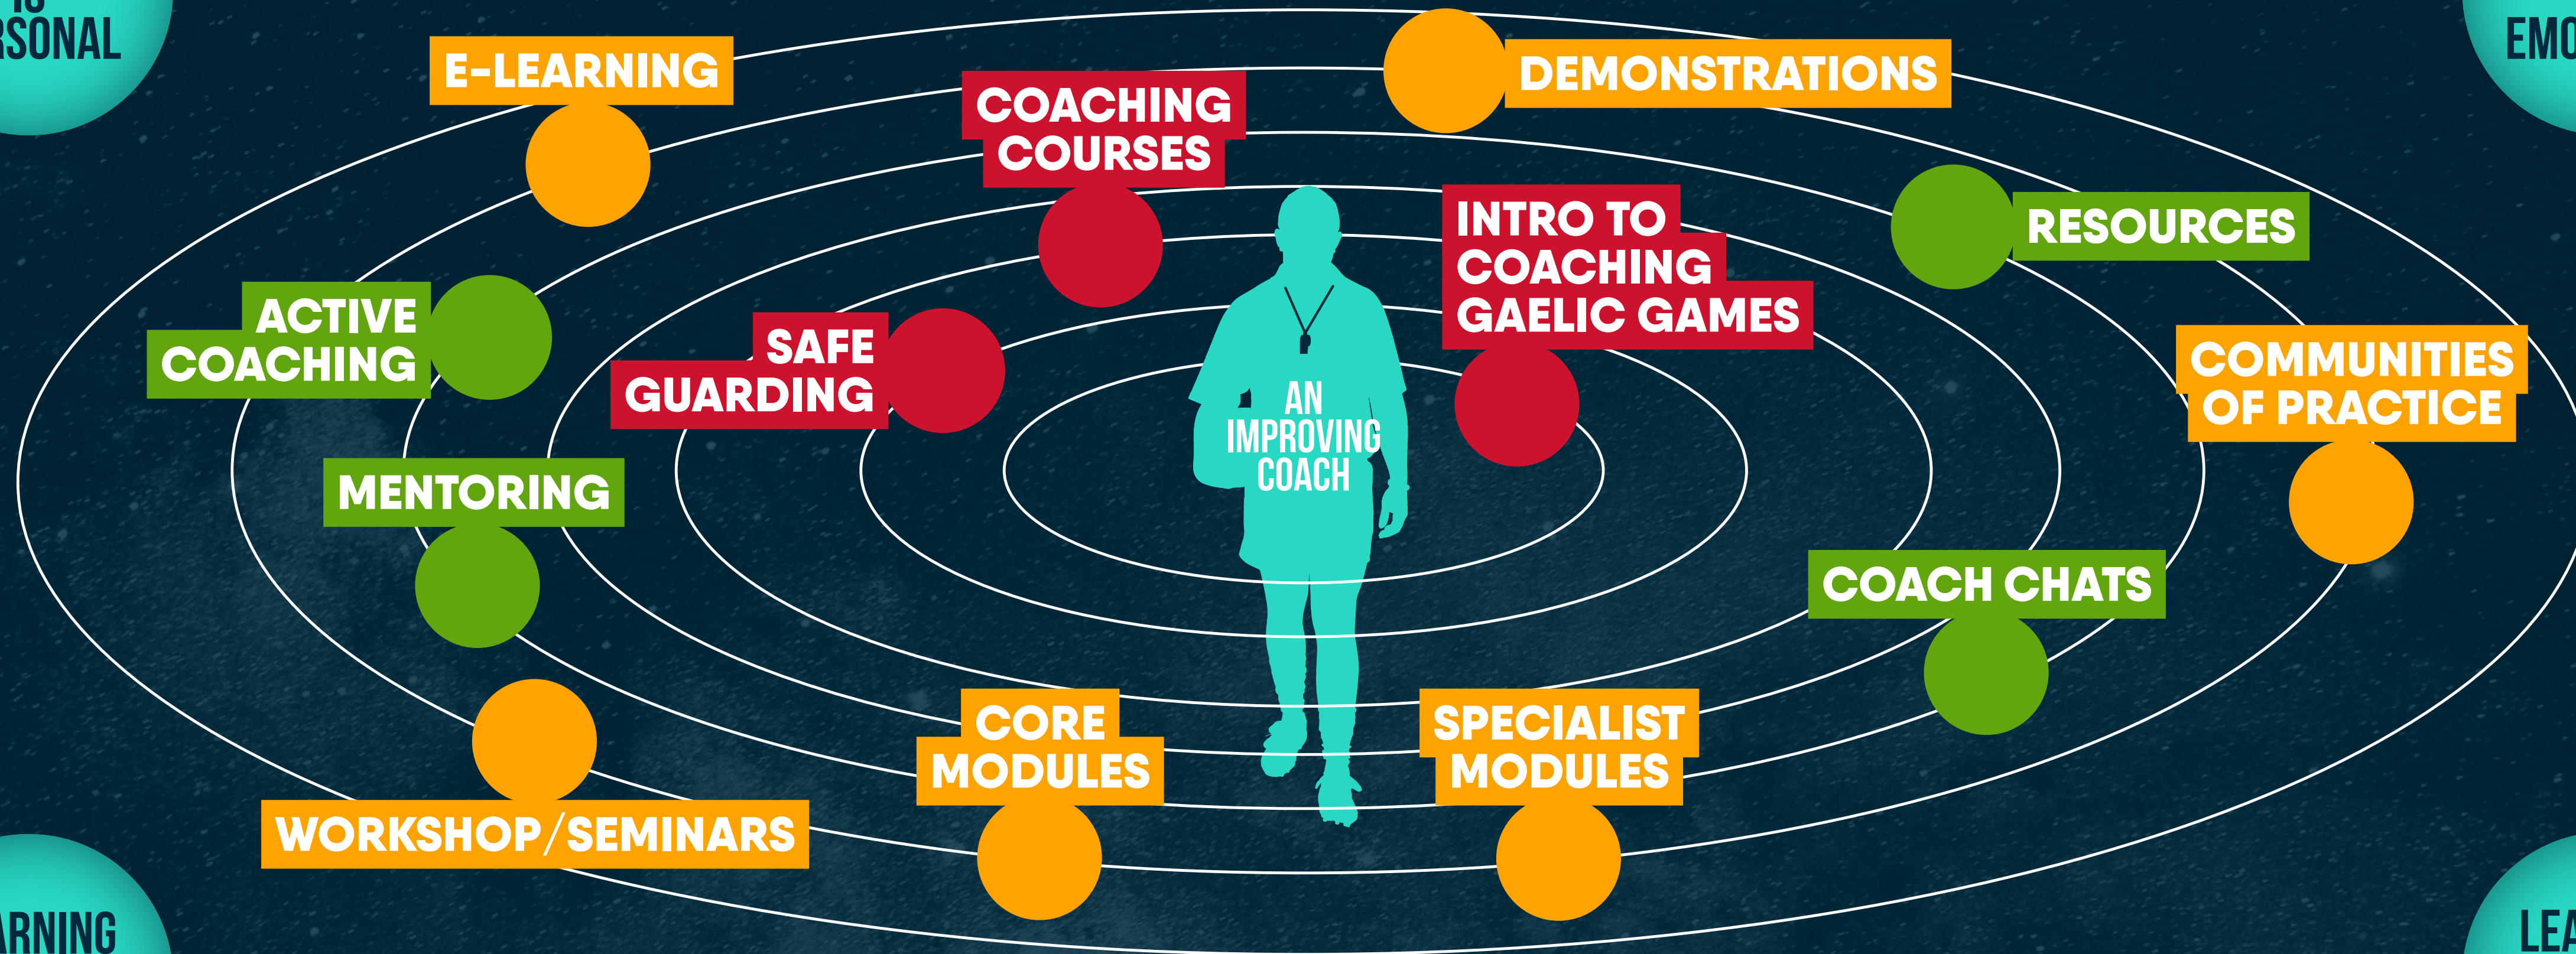 E-LEARNING
DEMONSTRATIONS
COACHING
COURSES
INTRO TO
COACHING
GAELIC GAMES
RESOURCES
ACTIVE
COACHING
SAFE
GUARDING
COMMUNITIES
OF PRACTICE
AN
IMPROVING
COACH
MENTORING
COACH CHATS
CORE
MODULES
SPECIALIST
MODULES
WORKSHOP/SEMINARS